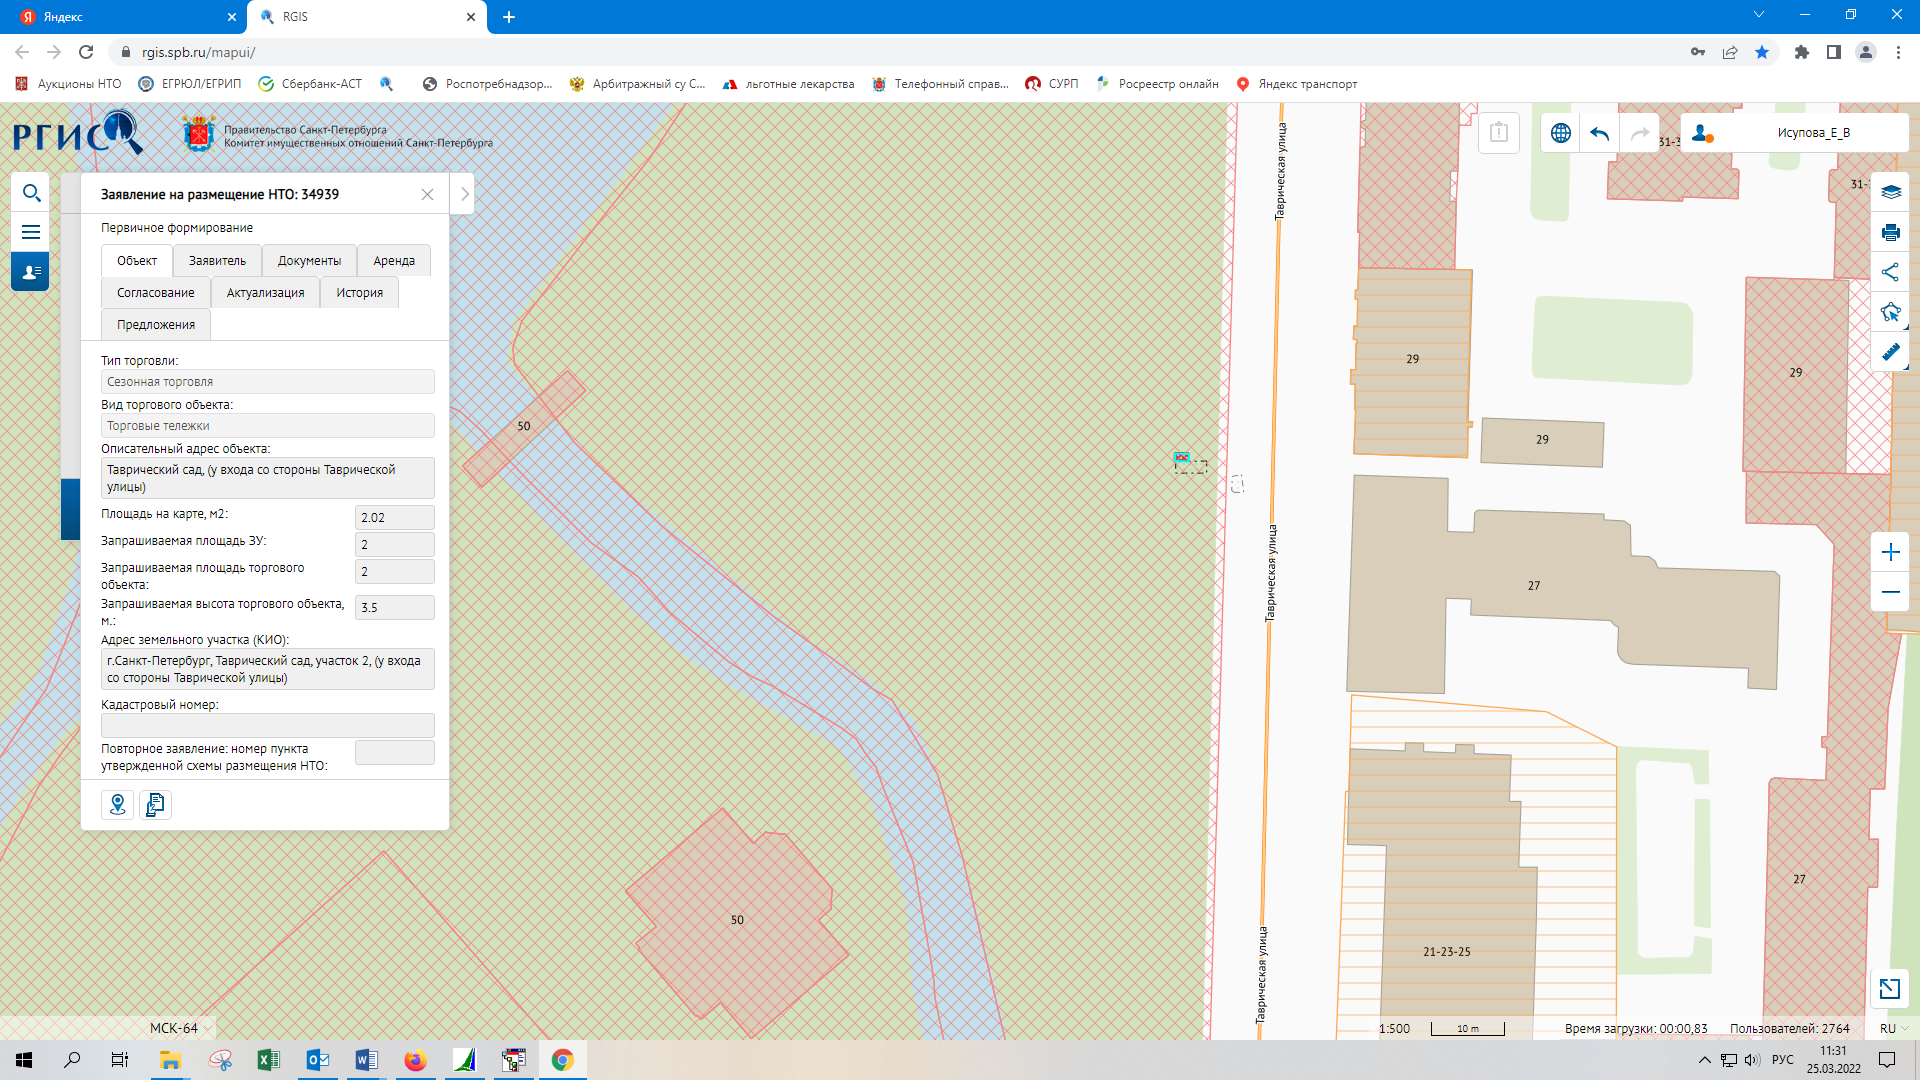 Яндекс
RGIS
rgis.spb.ru/mapui/
Аукционы НТО
ЕГРЮЛ/ЕГРИП
Сбербанк-АСТ
Роспотребнадзор...
Арбитражный су С...
льготные лекарства
Телефонный справ...
СУРП
Росреестр онлайн
Яндекс транспорт
РГИС
Правительство Санкт-Петербурга
Комитет имущественных отношений Санкт-Петербурга
Исупова_Е_В
Заявление на размещение НТО: 34939
Первичное формирование
Объект
Заявитель
Документы
Аренда
Согласование
Актуализация
История
Предложения
Тип торговли:
Сезонная торговля
Вид торгового объекта:
Торговые тележки
Описательный адрес объекта:
Таврический сад, (у входа со стороны Таврической
улицы)
Площадь на карте, м2:
2.02
Запрашиваемая площадь ЗУ:
2
Запрашиваемая площадь торгового
объекта:
2
Запрашиваемая высота торгового объекта,
м.:
3.5
Адрес земельного участка (КИО):
г.Санкт-Петербург, Таврический сад, участок 2, (у входа
со стороны Таврической улицы)
Кадастровый номер:
Повторное заявление: номер пункта
утвержденной схемы размещения НТО:
50
50
Таврическая улица
Таврическая улица
Таврическая улица
29
29
29
27
27
21-23-25
МСК-64
1:500
10 m
Время загрузки: 00:00,83
Пользователей: 2764
RU
РУС
11:31
25.03.2022